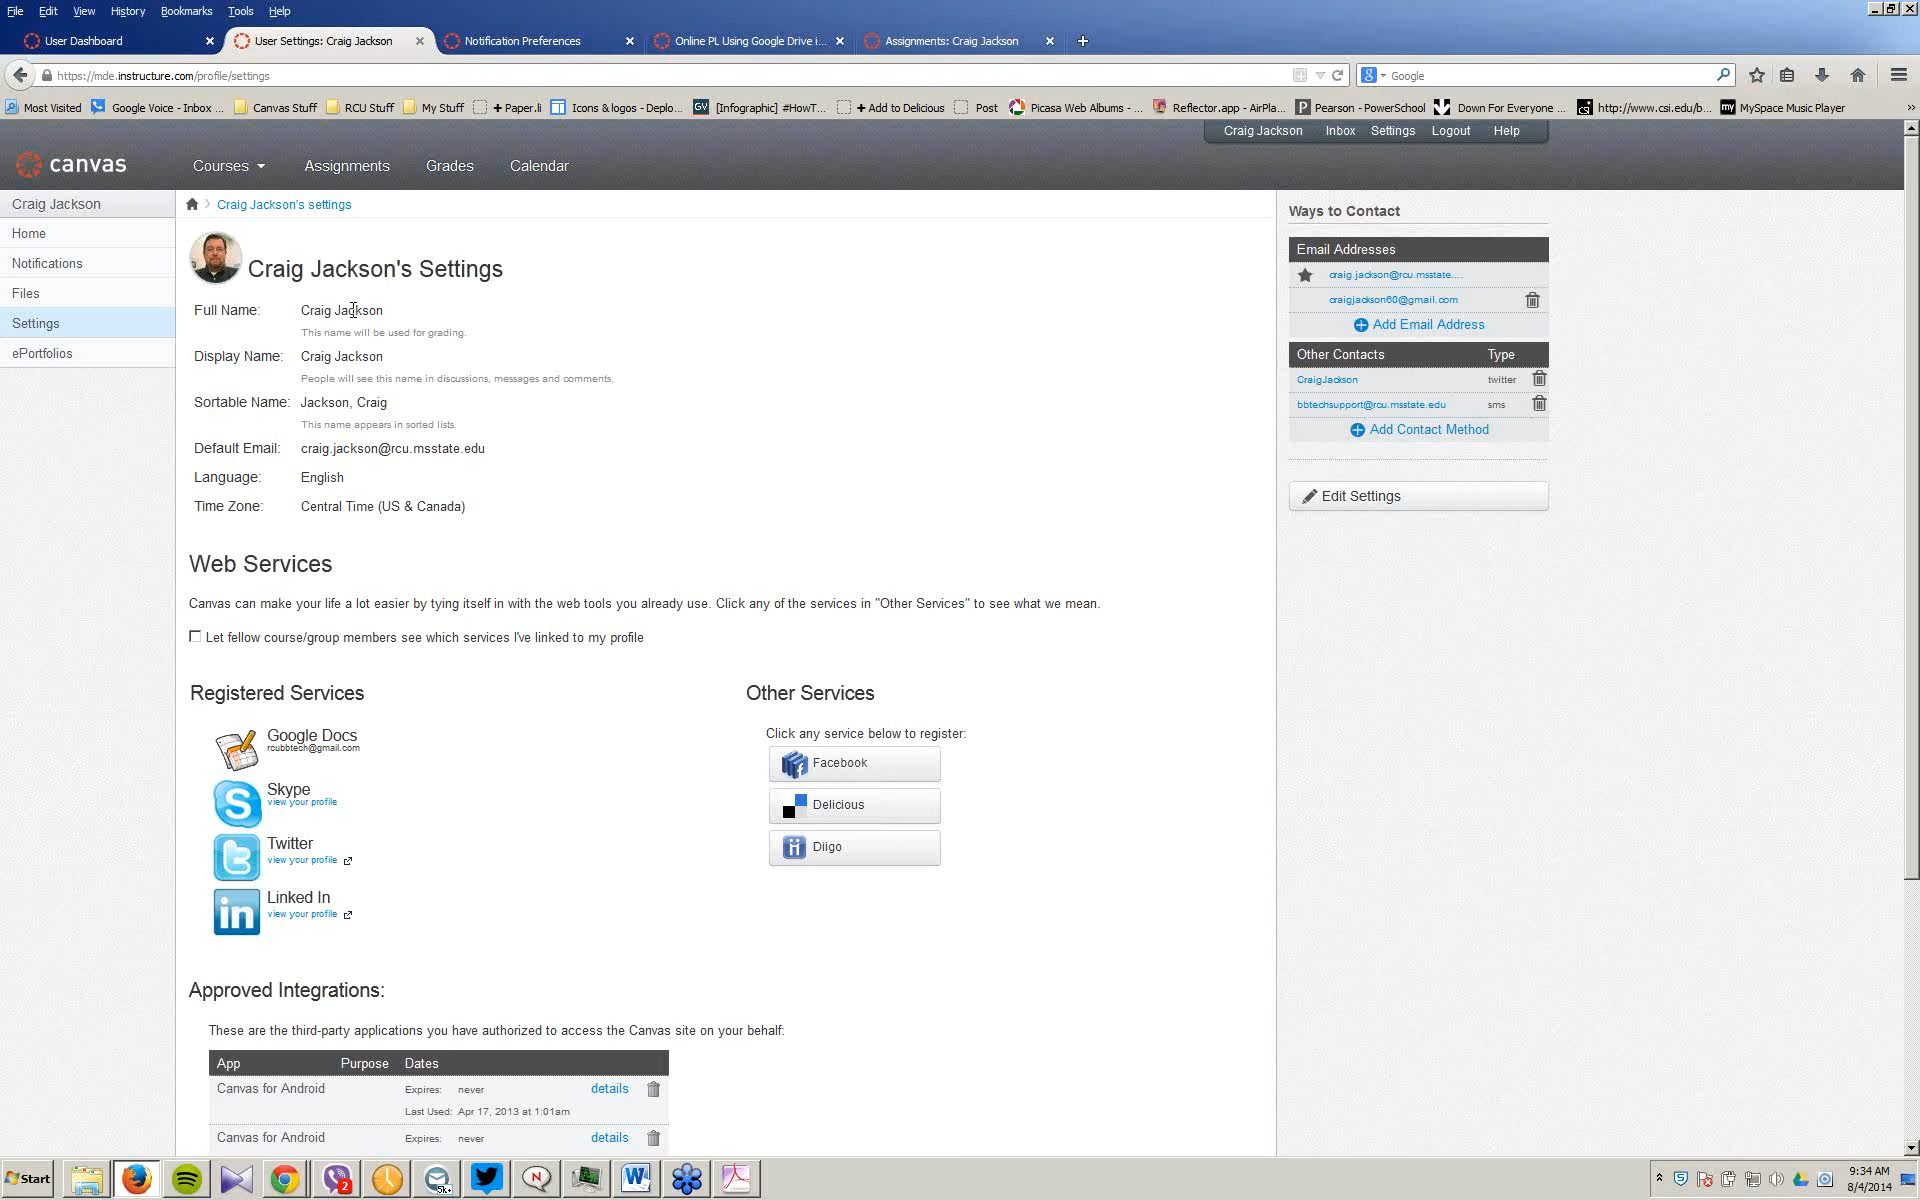 File Edit View History Bookmarks Tools Help
User Dashboard User Settings: Craig Jackson Notification Preferences Online PL Using Google Drive i... Assignments: Craig Jackson
https://mde.instructure.com/profile/settings Google
Most Visited Google Voice - Inbox ... Canvas Stuff RCU Stuff My Stuff + Paper.li Icons & logos - Deplo... GV [Infographic] #HowT... + Add to Delicious Post Picasa Web Albums - ... Reflector.app - AirPla... Pearson - PowerSchool Down For Everyone ... csi http://www.csi.edu/b... my MySpace Music Player
Craig Jackson Inbox Settings Logout Help
canvas Courses Assignments Grades Calendar
Craig Jackson
Home
Notifications
Files
Settings
ePortfolios
Craig Jackson's settings
Craig Jackson's Settings
Full Name: Craig Jackson
This name will be used for grading.
Display Name: Craig Jackson
People will see this name in discussions, messages and comments.
Sortable Name: Jackson, Craig
This name appears in sorted lists.
Default Email: craig.jackson@rcu.msstate.edu
Language: English
Time Zone: Central Time (US & Canada)
Web Services
Canvas can make your life a lot easier by tying itself in with the web tools you already use. Click any of the services in "Other Services" to see what we mean.
Let fellow course/group members see which services I've linked to my profile
Registered Services
Google Docs
rcubbtech@gmail.com
Skype
view your profile
Twitter
view your profile
in Linked In
view your profile
Other Services
Click any service below to register:
Facebook
Delicious
Diigo
Approved Integrations:
These are the third-party applications you have authorized to access the Canvas site on your behalf:
App Purpose Dates
Canvas for Android Expires: never details
Last Used: Apr 17, 2013 at 1:01am
Canvas for Android Expires: never details
Ways to Contact
Email Addresses
craig.jackson@rcu.msstate....
craigjackson60@gmail.com
Add Email Address
Other Contacts Type
CraigJackson twitter
bbtechsupport@rcu.msstate.edu sms
Add Contact Method
Edit Settings
Start 2 5k+ N W 9:34 AM
8/4/2014